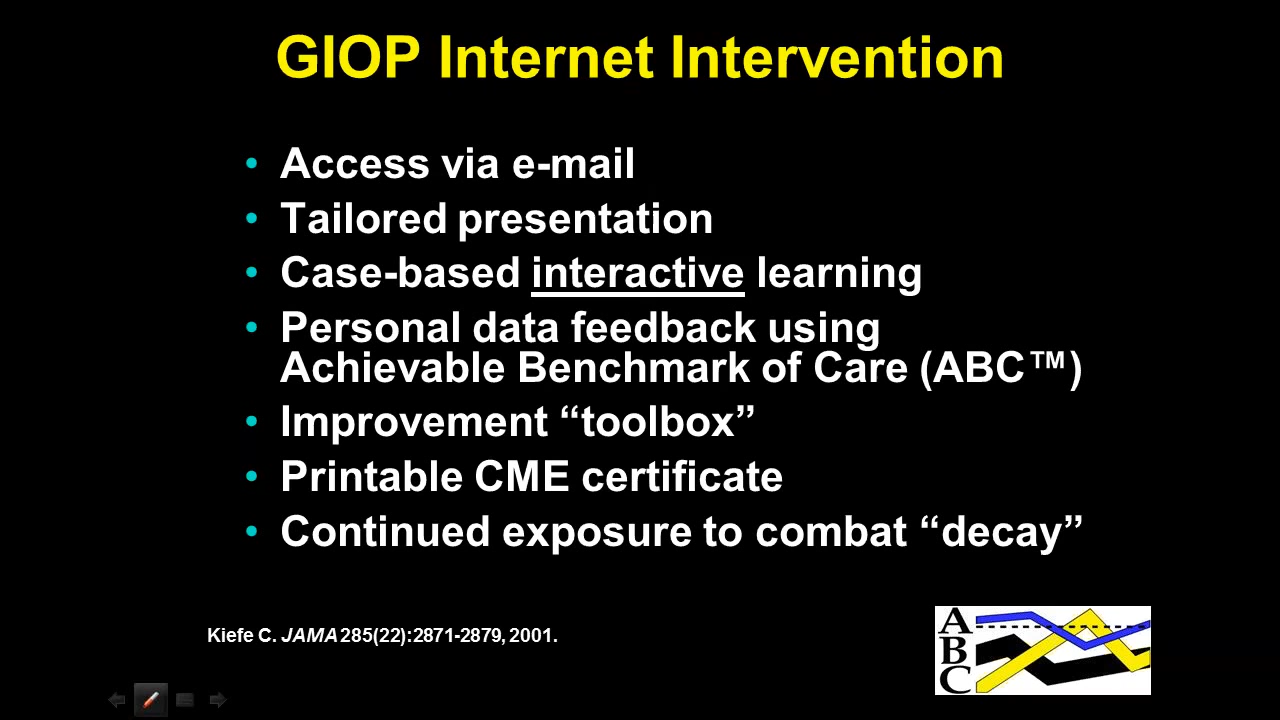 GIOP Internet Intervention
• Access via e-mail
• Tailored presentation
• Case-based interactive learning
• Personal data feedback using
Achievable Benchmark of Care (ABC™)
• Improvement “toolbox”
• Printable CME certificate
• Continued exposure to combat “decay”
Kiefe C. JAMA 285(22):2871-2879, 2001.
A
B
C